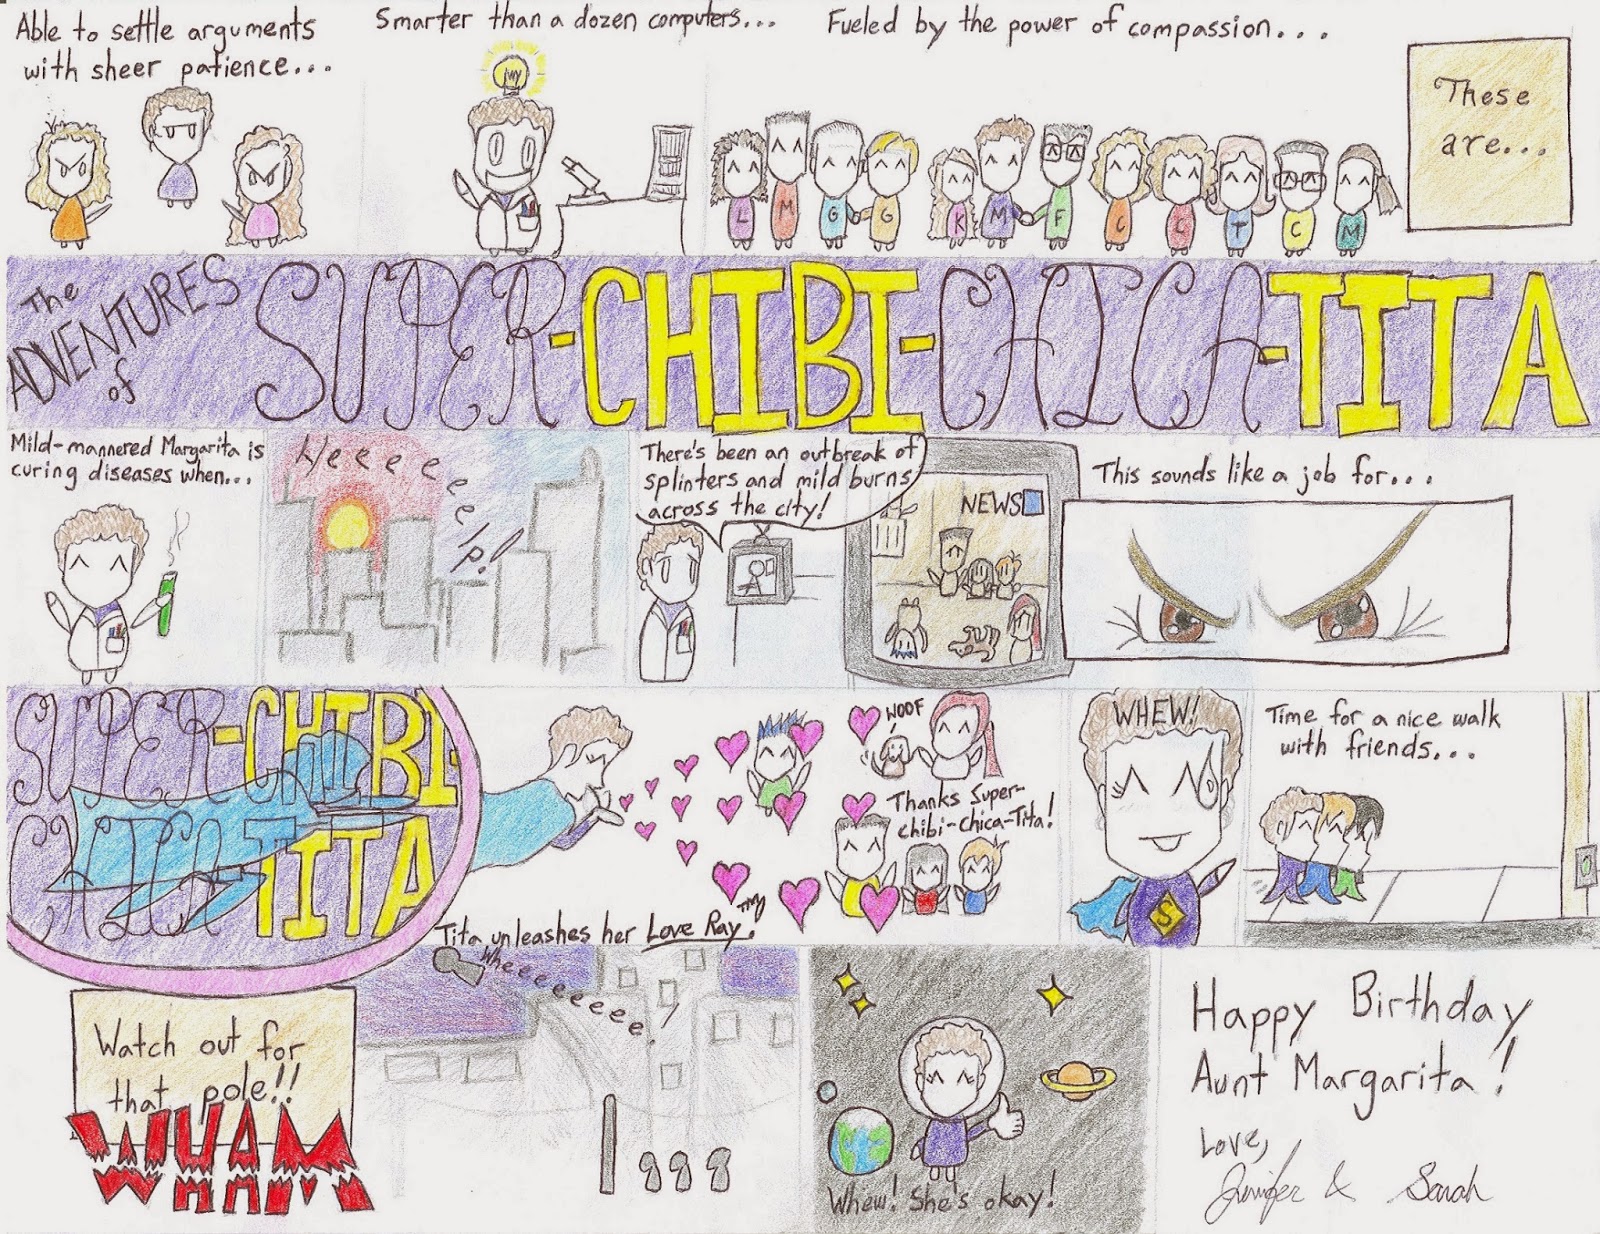 Able to settle arguments
with sheer patience...
Smarter than a dozen computers...
Fueled by the power of compassion...
These
are...
L M G G K M F C L T C M
The
ADVENTURES
of
SUPER-CHIBI-CHICA-TITA
Mild-mannered Margarita is
curing diseases when...
Heeeeeeelp!
There's been an outbreak of
splinters and mild burns
across the city!
NEWS
This sounds like a job for...
SUPER-CHIBI-
CHICA-TITA
Tita unleashes her Love Ray!™
WOOF
Thanks Super-
chibi-Chica-Tita!
WHEW!
S
Time for a nice walk
with friends...
Watch out for
that pole!!
WHAM
Wheeeeeeeee!
Whew! She's okay!
Happy Birthday
Aunt Margarita!
Love,
Jennifer & Sarah